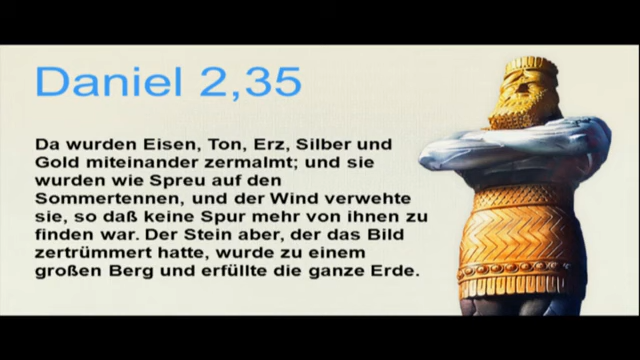 Daniel 2,35
Da wurden Eisen, Ton, Erz, Silber und
Gold miteinander zermalmt; und sie
wurden wie Spreu auf den
Sommertennen, und der Wind verwehte
sie, so daß keine Spur mehr von ihnen zu
finden war. Der Stein aber, der das Bild
zertrümmert hatte, wurde zu einem
großen Berg und erfüllte die ganze Erde.